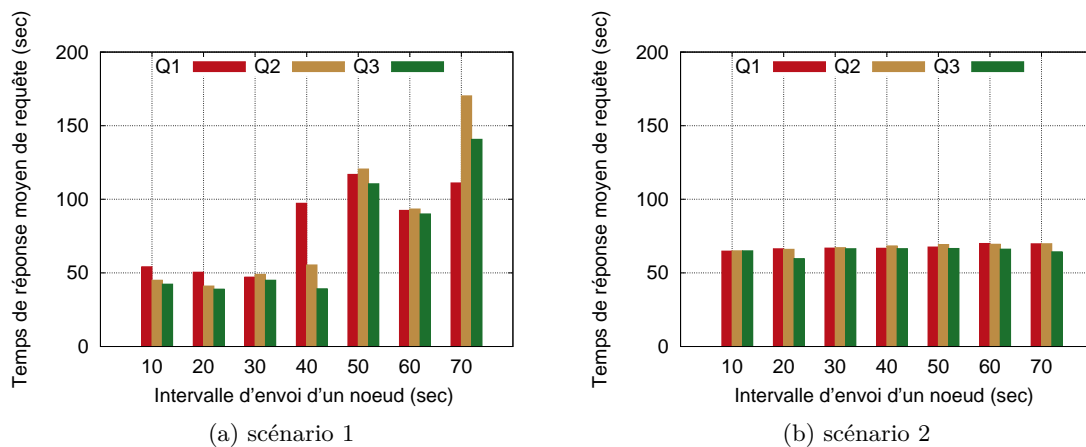 Temps de réponse moyen de requête (sec)
200
150
100
50
0
Q1 Q2 Q3
10 20 30 40 50 60 70
Intervalle d'envoi d'un noeud (sec)
(a) scénario 1
Temps de réponse moyen de requête (sec)
200
150
100
50
0
Q1 Q2 Q3
10 20 30 40 50 60 70
Intervalle d'envoi d'un noeud (sec)
(b) scénario 2